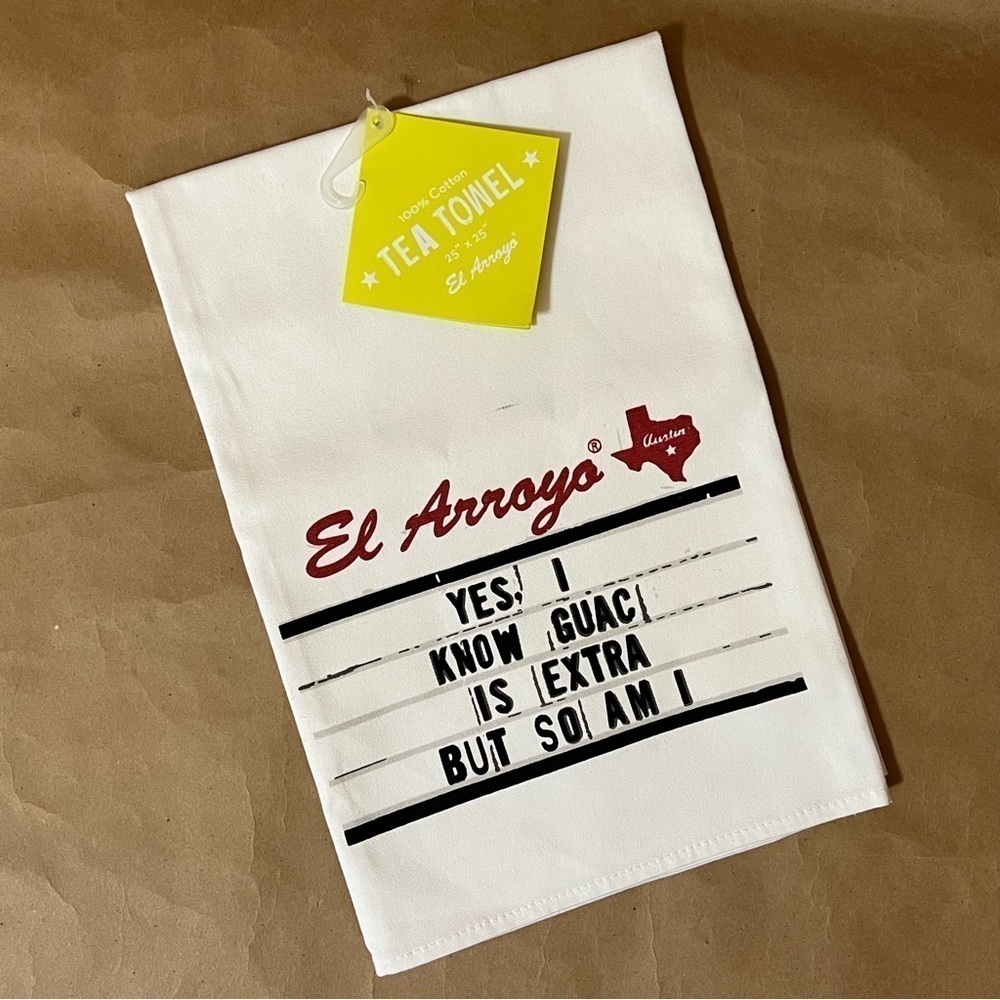 100% Cotton
TEA TOWEL
25" x 25"
El Arroyo®
El Arroyo®
Austin
YES, I
KNOW GUAC
IS EXTRA
BUT SO AM I